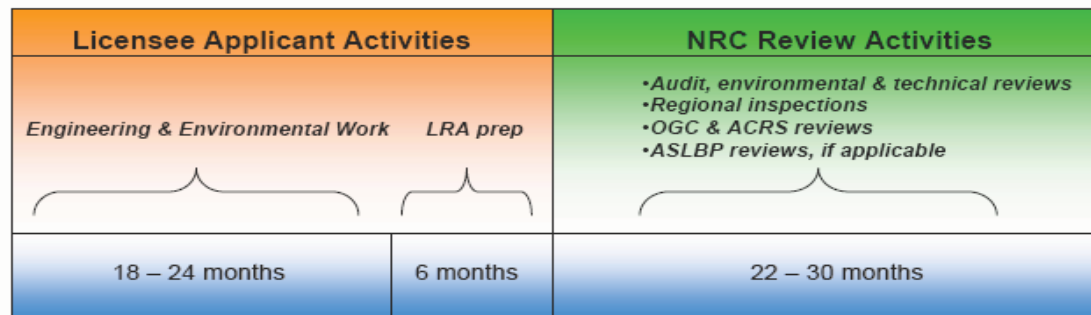 Licensee Applicant Activities
NRC Review Activities
Engineering & Environmental Work
LRA prep
•Audit, environmental & technical reviews
•Regional inspections
•OGC & ACRS reviews
•ASLBP reviews, if applicable
18 – 24 months
6 months
22 – 30 months